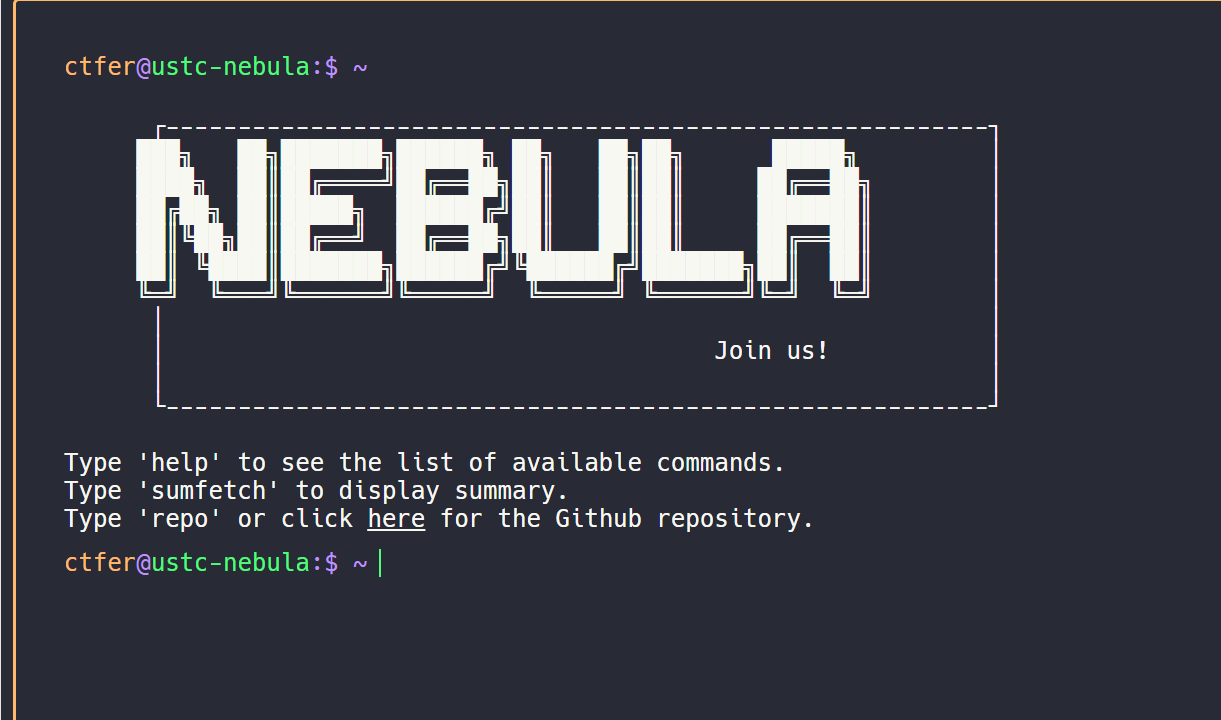 ctfer@ustc-nebula:$ ~
NEBULA
Join us!
Type 'help' to see the list of available commands.
Type 'sumfetch' to display summary.
Type 'repo' or click here for the Github repository.
ctfer@ustc-nebula:$ ~